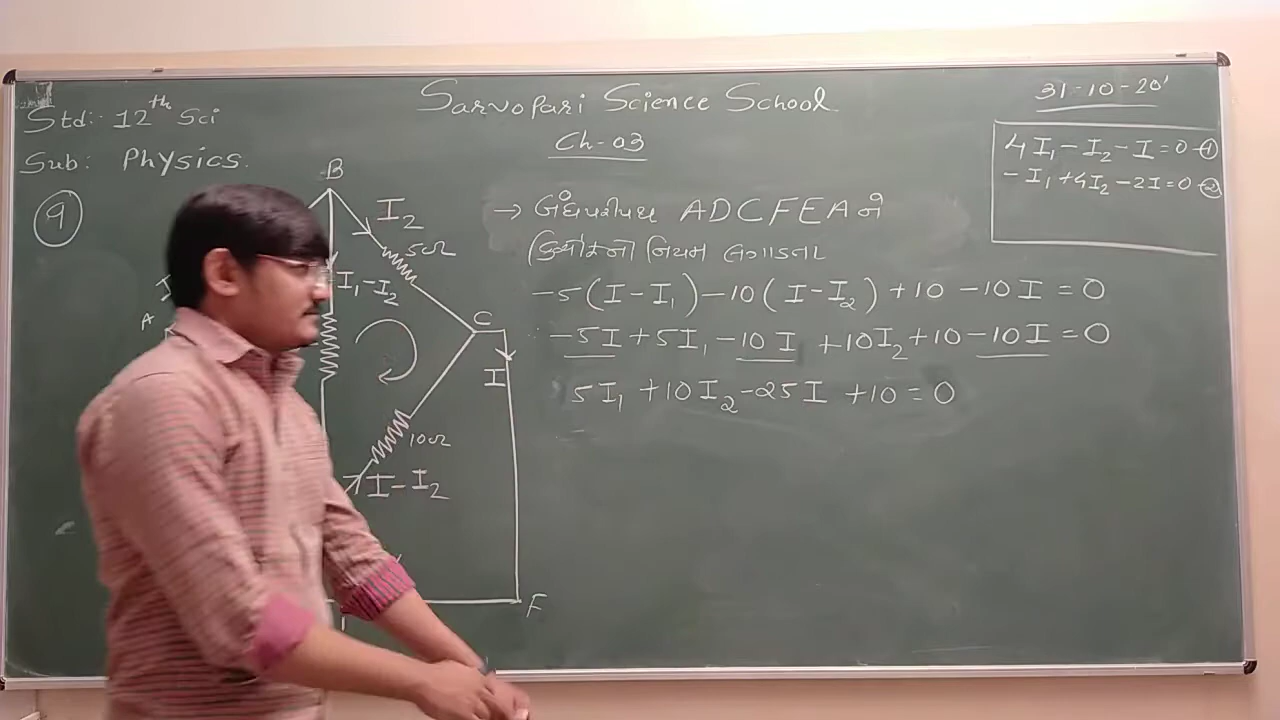 Std:- 12th Sci
Sub: Physics.
Sarvopari Science School
Ch-03
31-10-20'
4I₁ - I₂ - I = 0 -①
-I₁ + 4I₂ - 2I = 0 -②
9
B
I₂
5Ω
I₁-I₂
A
C
I
10Ω
I-I₂
F
→ બંધગાળા ADCFEA ને
નિયમ લગાડતા
-5(I-I₁)-10(I-I₂)+10-10I=0
-5I+5I₁-10I+10I₂+10-10I=0
5I₁+10I₂-25I+10=0